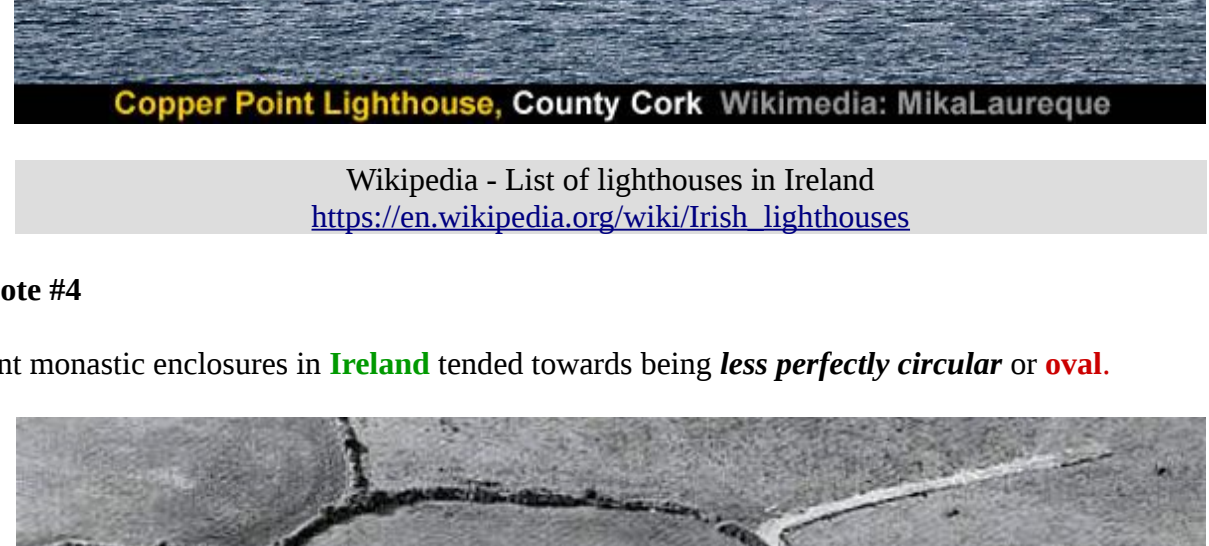 Copper Point Lighthouse, County Cork Wikimedia: MikaLaureque
Wikipedia - List of lighthouses in Ireland
https://en.wikipedia.org/wiki/Irish_lighthouses
ote #4
nt monastic enclosures in Ireland tended towards being less perfectly circular or oval.